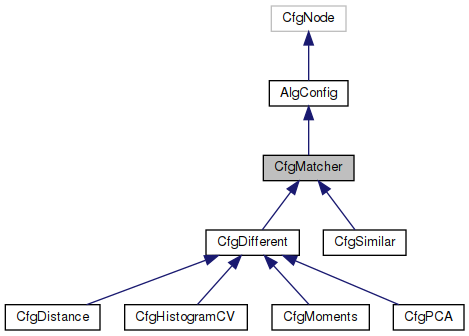 CfgNode
AlgConfig
CfgMatcher
CfgDifferent
CfgSimilar
CfgDistance
CfgHistogramCV
CfgMoments
CfgPCA